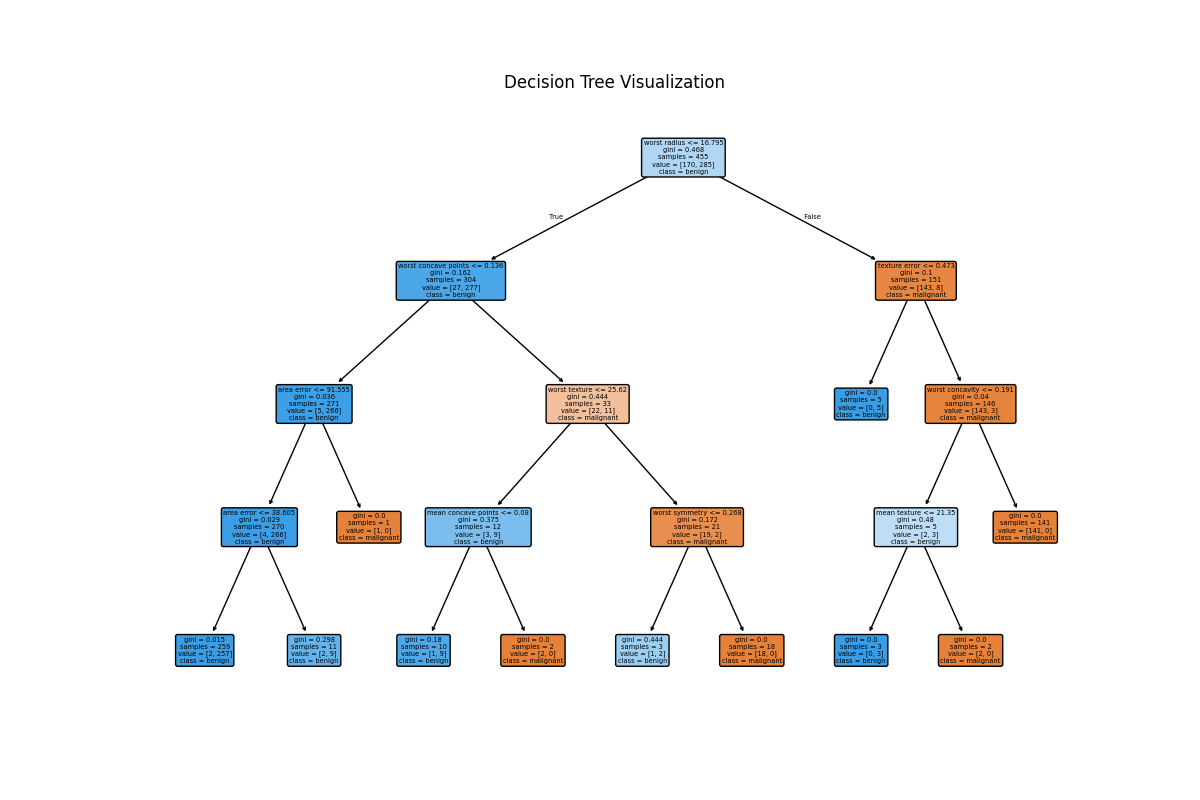 Decision Tree Visualization
worst radius <= 16.795
gini = 0.468
samples = 455
value = [170, 285]
class = benign
True
False
worst concave points <= 0.136
gini = 0.162
samples = 304
value = [27, 277]
class = benign
texture error <= 0.473
gini = 0.1
samples = 151
value = [143, 8]
class = malignant
area error <= 91.555
gini = 0.036
samples = 271
value = [5, 266]
class = benign
worst texture <= 25.62
gini = 0.444
samples = 33
value = [22, 11]
class = malignant
gini = 0.0
samples = 5
value = [0, 5]
class = benign
worst concavity <= 0.191
gini = 0.04
samples = 146
value = [143, 3]
class = malignant
area error <= 38.605
gini = 0.029
samples = 270
value = [4, 266]
class = benign
gini = 0.0
samples = 1
value = [1, 0]
class = malignant
mean concave points <= 0.08
gini = 0.375
samples = 12
value = [3, 9]
class = benign
worst symmetry <= 0.268
gini = 0.172
samples = 21
value = [19, 2]
class = malignant
mean texture <= 21.35
gini = 0.48
samples = 5
value = [2, 3]
class = benign
gini = 0.0
samples = 141
value = [141, 0]
class = malignant
gini = 0.015
samples = 259
value = [2, 257]
class = benign
gini = 0.298
samples = 11
value = [2, 9]
class = benign
gini = 0.18
samples = 10
value = [1, 9]
class = benign
gini = 0.0
samples = 2
value = [2, 0]
class = malignant
gini = 0.444
samples = 3
value = [1, 2]
class = benign
gini = 0.0
samples = 18
value = [18, 0]
class = malignant
gini = 0.0
samples = 3
value = [0, 3]
class = benign
gini = 0.0
samples = 2
value = [2, 0]
class = malignant